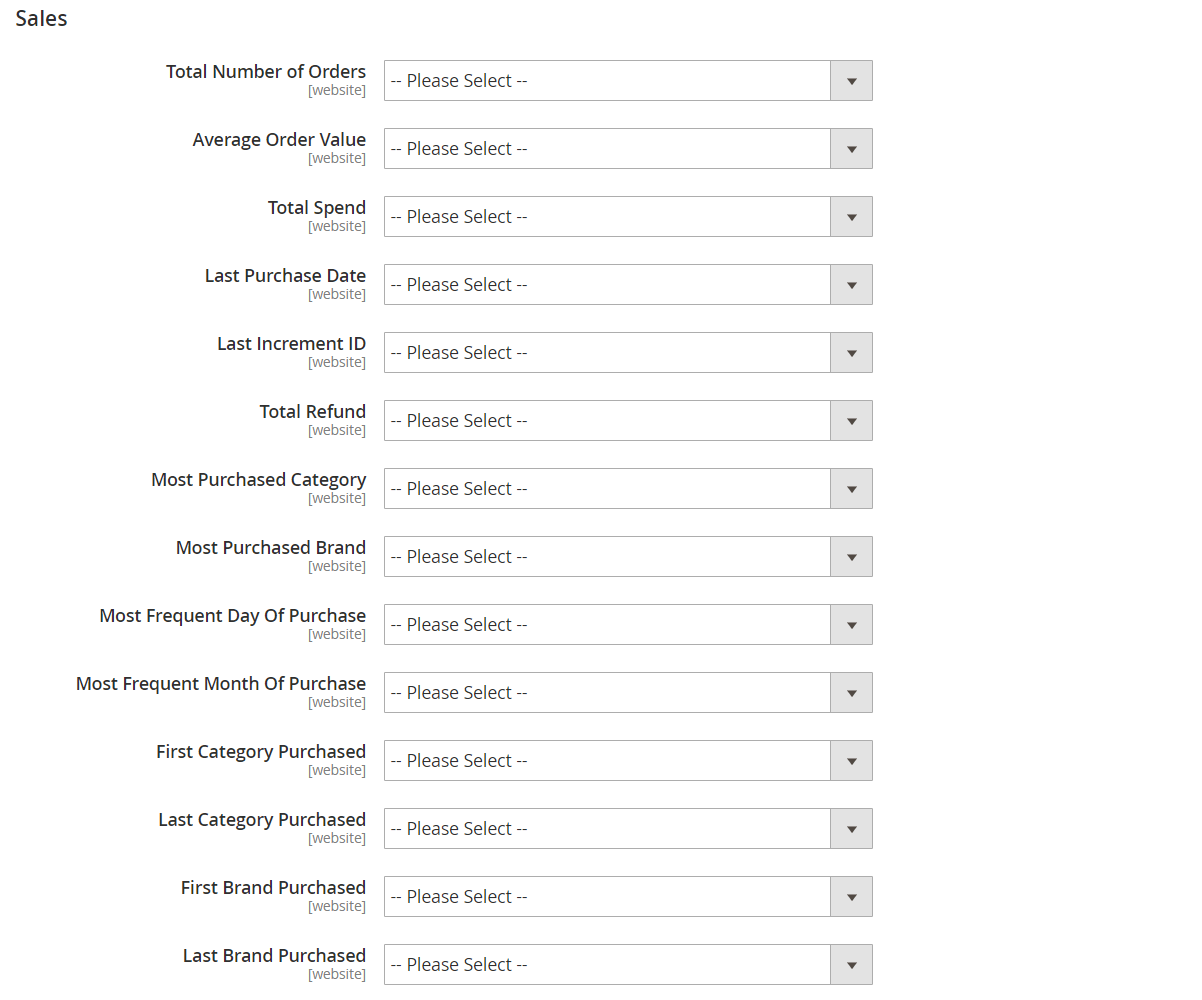 Sales
Total Number of Orders
[website]
-- Please Select --
Average Order Value
[website]
-- Please Select --
Total Spend
[website]
-- Please Select --
Last Purchase Date
[website]
-- Please Select --
Last Increment ID
[website]
-- Please Select --
Total Refund
[website]
-- Please Select --
Most Purchased Category
[website]
-- Please Select --
Most Purchased Brand
[website]
-- Please Select --
Most Frequent Day Of Purchase
[website]
-- Please Select --
Most Frequent Month Of Purchase
[website]
-- Please Select --
First Category Purchased
[website]
-- Please Select --
Last Category Purchased
[website]
-- Please Select --
First Brand Purchased
[website]
-- Please Select --
Last Brand Purchased
[website]
-- Please Select --